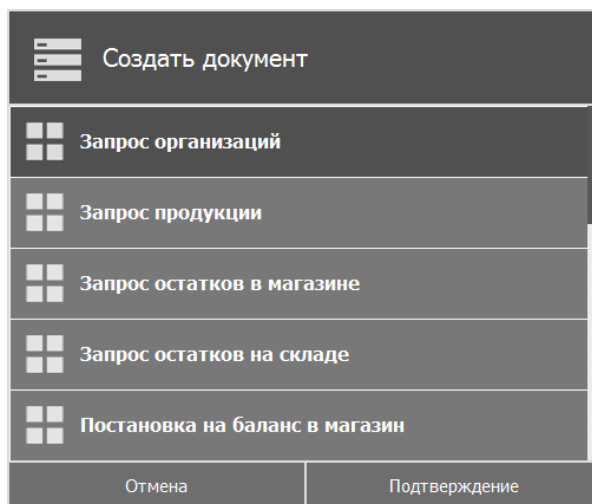 Создать документ
Запрос организаций
Запрос продукции
Запрос остатков в магазине
Запрос остатков на складе
Постановка на баланс в магазин
Отмена
Подтверждение